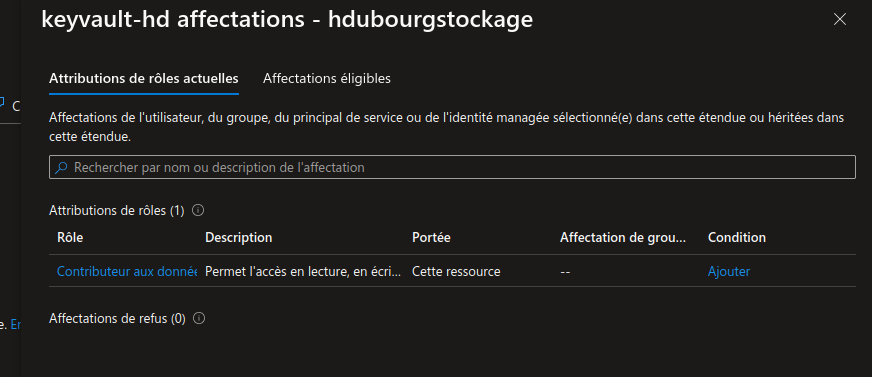 keyvault-hd affectations - hdubourgstockage
Attributions de rôles actuelles Affectations éligibles
C
Affectations de l'utilisateur, du groupe, du principal de service ou de l'identité managée sélectionné(e) dans cette étendue ou héritées dans
cette étendue.
Rechercher par nom ou description de l'affectation
Attributions de rôles (1)
Rôle Description Portée Affectation de grou... Condition
Contributeur aux donnée Permet l'accès en lecture, en écri... Cette ressource -- Ajouter
e. Er
Affectations de refus (0)